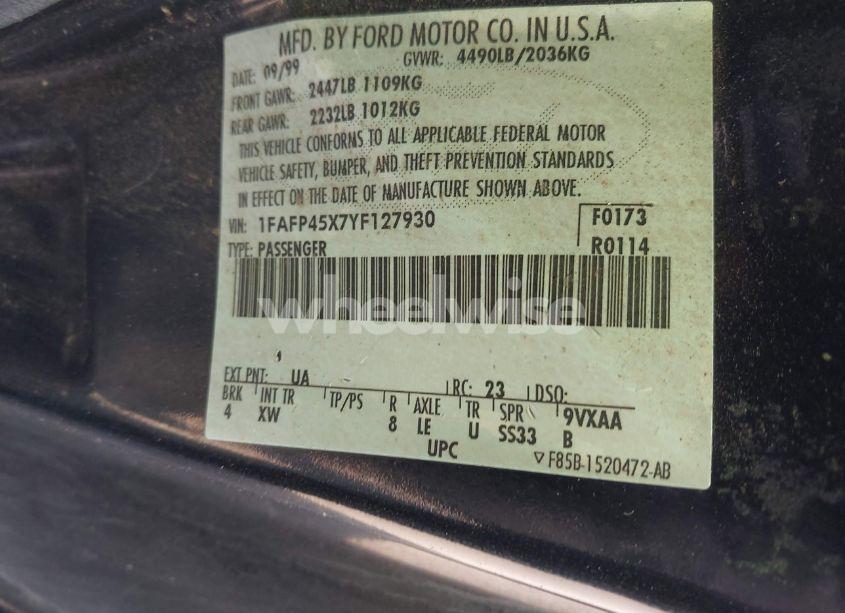 MFD. BY FORD MOTOR CO. IN U.S.A.
DATE: 09/99 GVWR: 4490LB/2036KG
FRONT GAWR: 2447LB 1109KG
REAR GAWR: 2232LB 1012KG
THIS VEHICLE CONFORMS TO ALL APPLICABLE FEDERAL MOTOR
VEHICLE SAFETY, BUMPER, AND THEFT PREVENTION STANDARDS
IN EFFECT ON THE DATE OF MANUFACTURE SHOWN ABOVE.
VIN: 1FAFP45X7YF127930 F0173
TYPE: PASSENGER R0114
wheelwise
EXT PNT: UA RC: 23 DSO:
BRK INT TR TP/PS R AXLE TR SPR 9VXAA
4 XW 8 LE U SS33 B
UPC
▽F85B-1520472-AB